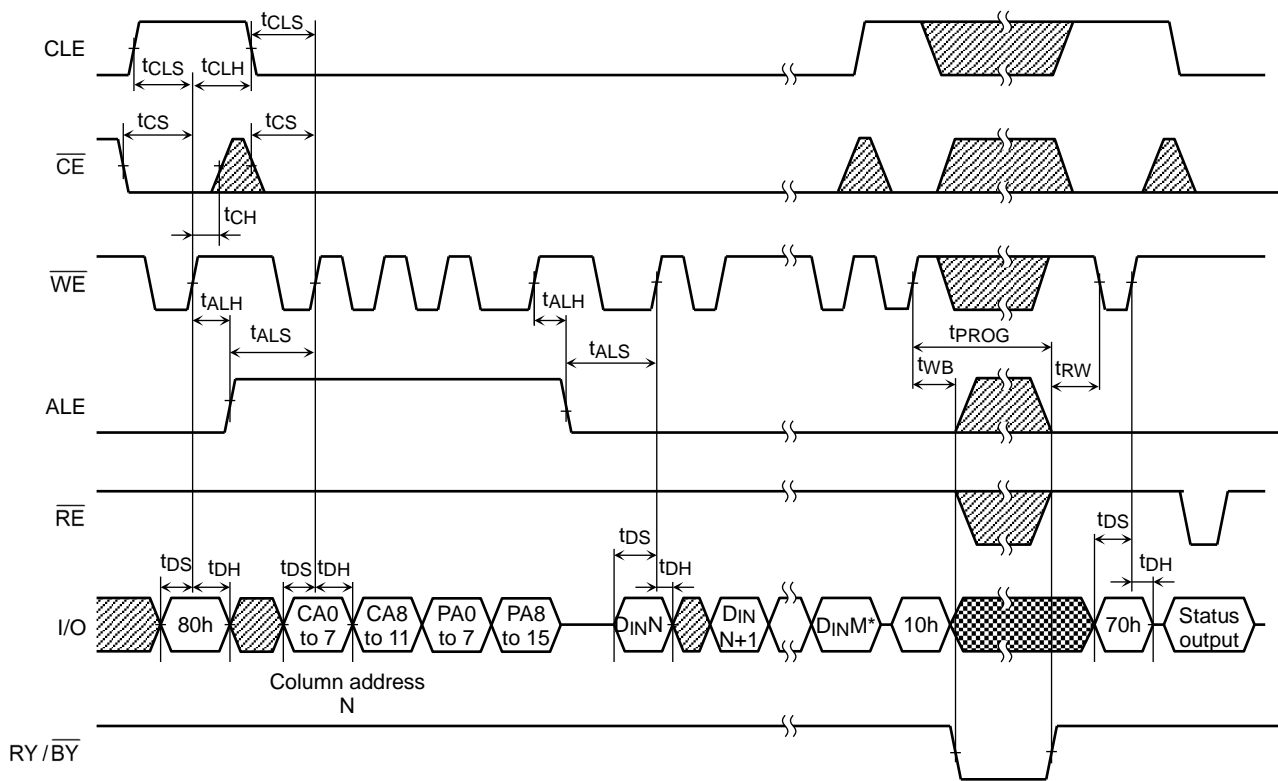 CLE
tCLS
tCLS
tCLH
CE
tCS
tCS
tCH
WE
tALH
tALS
tALH
tALS
tPROG
tWB
tRW
ALE
RE
tDS
tDH
tDS
tDH
tDS
tDH
tDS
tDH
I/O
80h
CA0 to 7
CA8 to 11
PA0 to 7
PA8 to 15
DINN
DIN N+1
DINM*
10h
70h
Status output
Column address
N
RY / BY